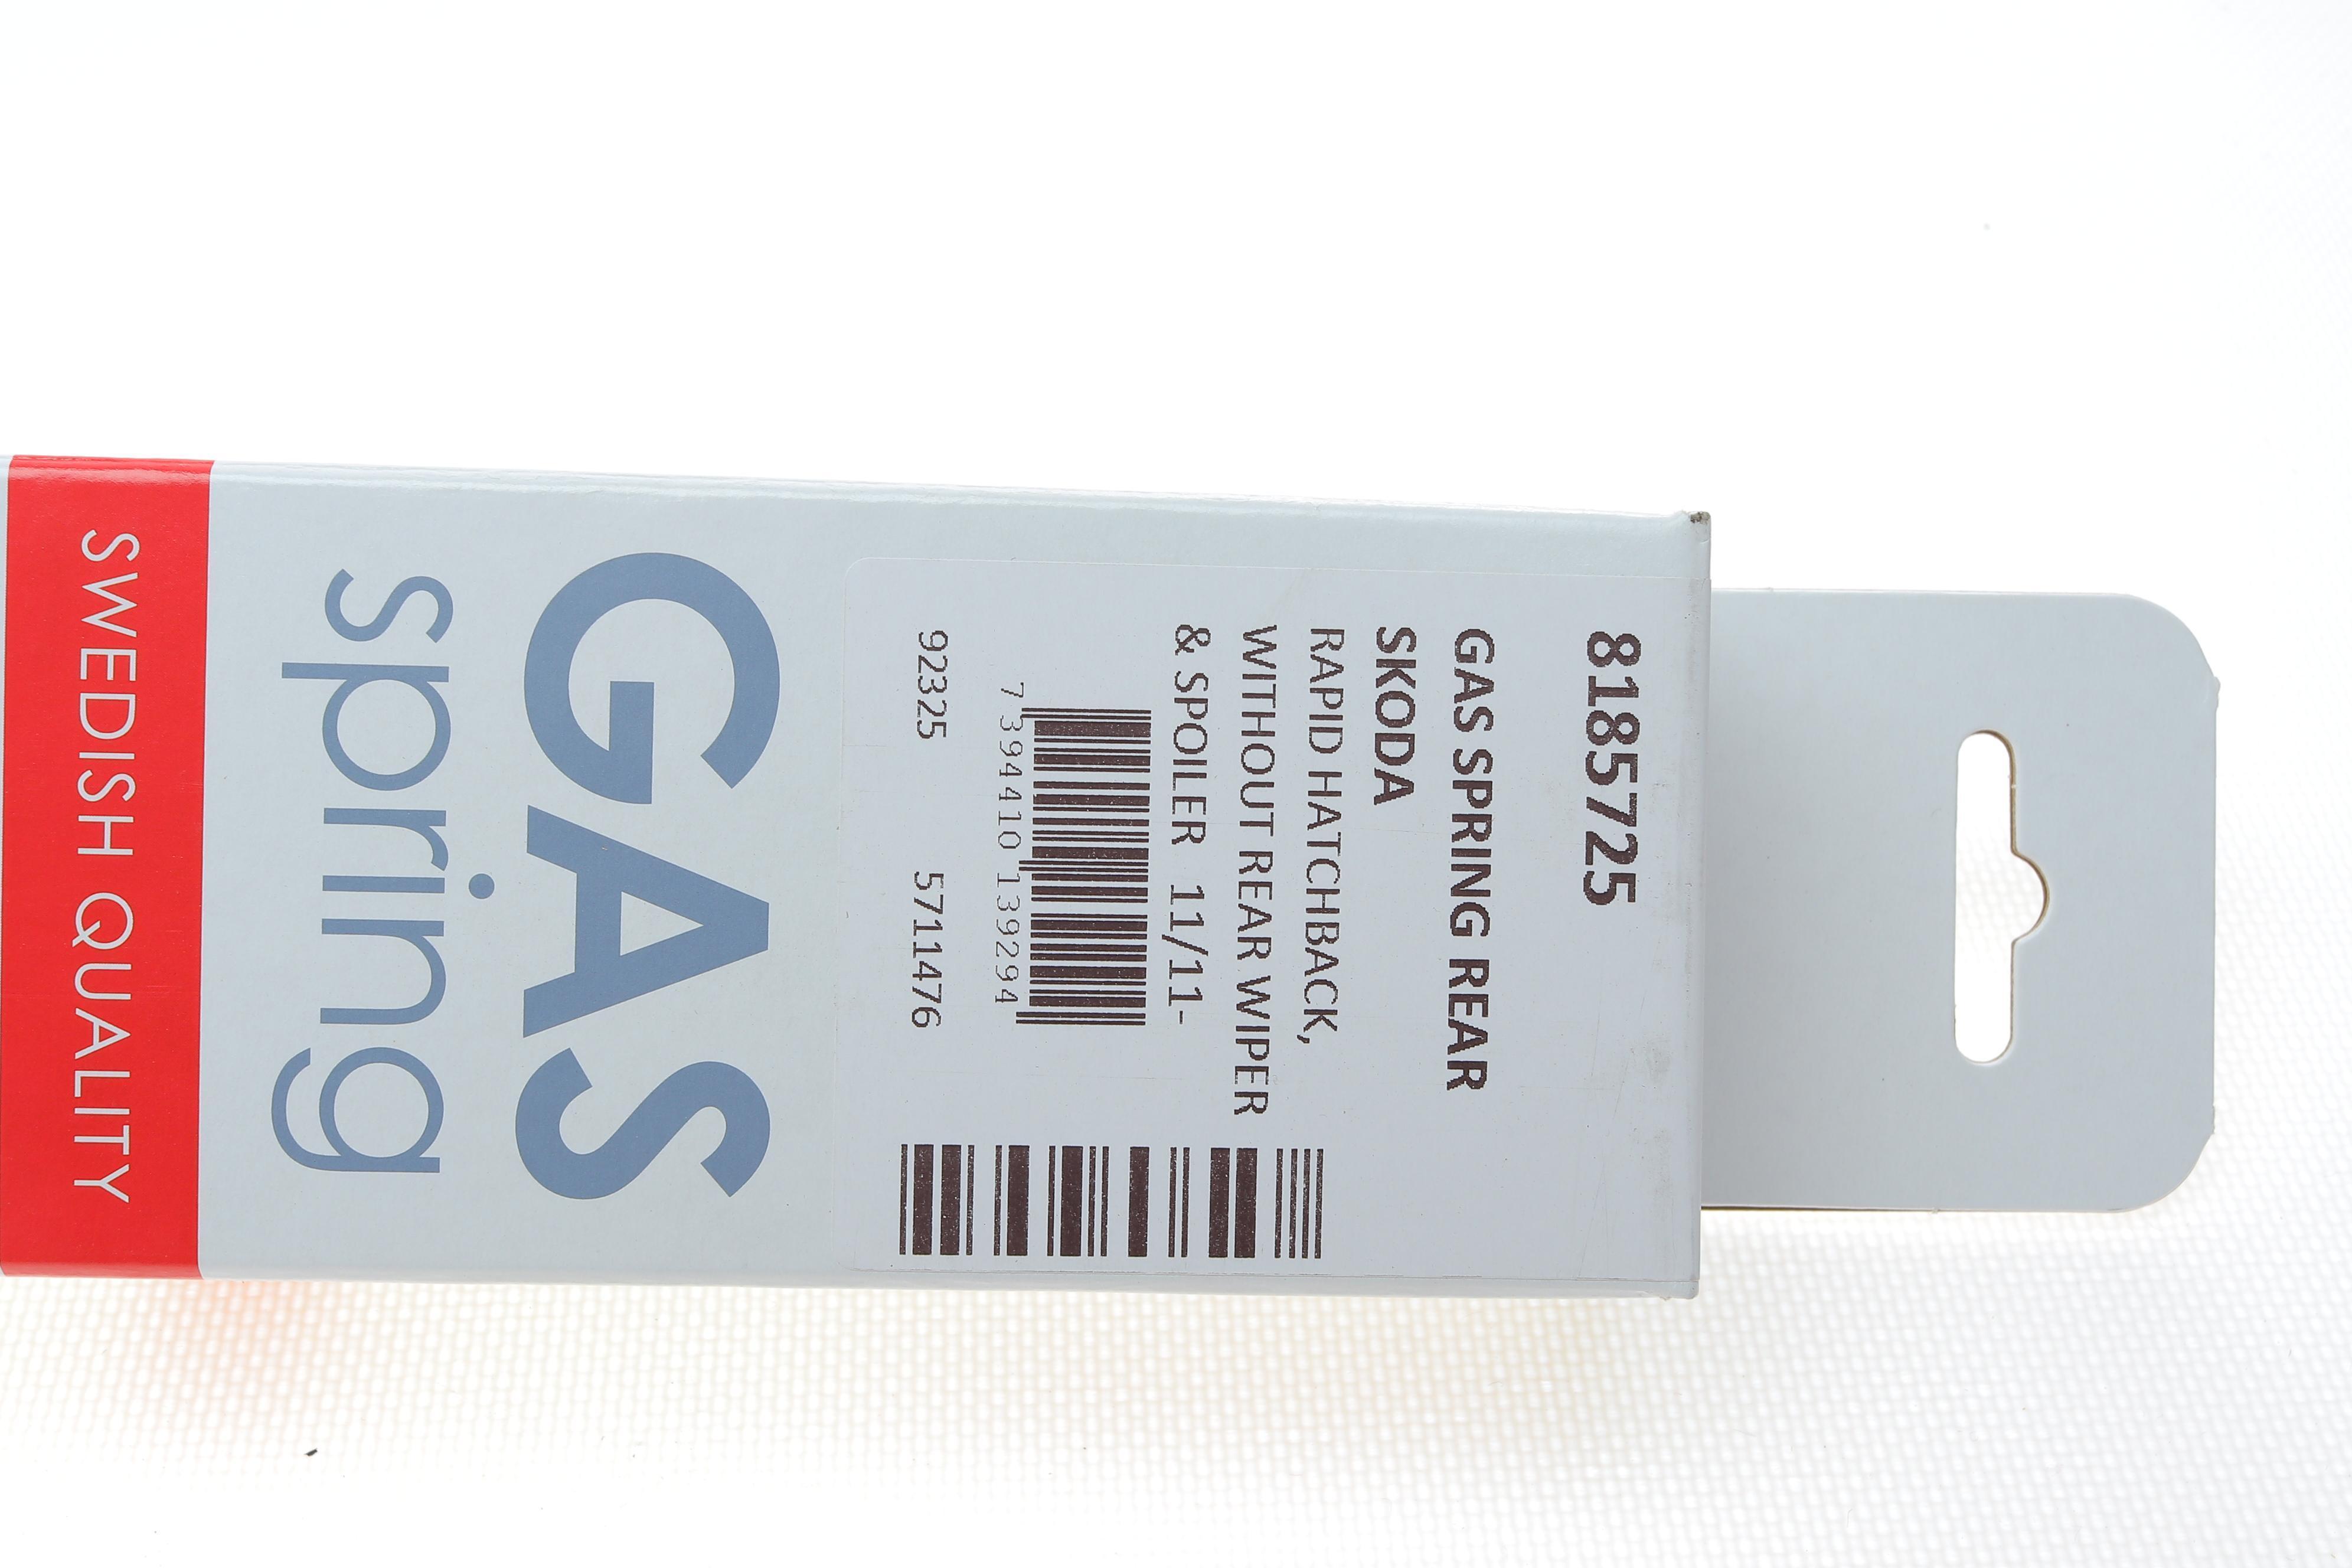 8185725
GAS SPRING REAR
SKODA
RAPID HATCHBACK,
WITHOUT REAR WIPER
& SPOILER 11/11-
7 394410 139294
92325 5711476
GAS
spring
SWEDISH QUALITY